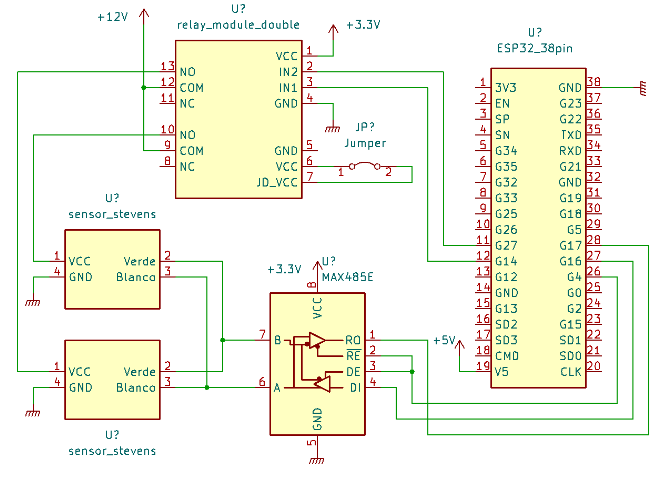 U?
relay_module_double
+12V
+3.3V
VCC 1
IN2 2
IN1 3
GND 4
GND 5
VCC 6
JD_VCC 7
13 NO
12 COM
11 NC
10 NO
9 COM
8 NC
JP?
Jumper
1 2
U?
ESP32_38pin
1 3V3
2 EN
3 SP
4 SN
5 G34
6 G35
7 G32
8 G33
9 G25
10 G26
11 G27
12 G14
13 G12
14 GND
15 G13
16 SD2
17 SD3
18 CMD
19 V5
GND 38
G23 37
G22 36
TXD 35
RXD 34
G21 33
GND 32
G19 31
G18 30
G5 29
G17 28
G16 27
G4 26
G0 25
G2 24
G15 23
SD1 22
SD0 21
CLK 20
+5V
U?
sensor_stevens
1 VCC
4 GND
Verde 2
Blanco 3
1 VCC
4 GND
Verde 2
Blanco 3
U?
sensor_stevens
+3.3V
U?
MAX485E
8
VCC
7 B
6 A
RO 1
RE 2
DE 3
DI 4
GND
5